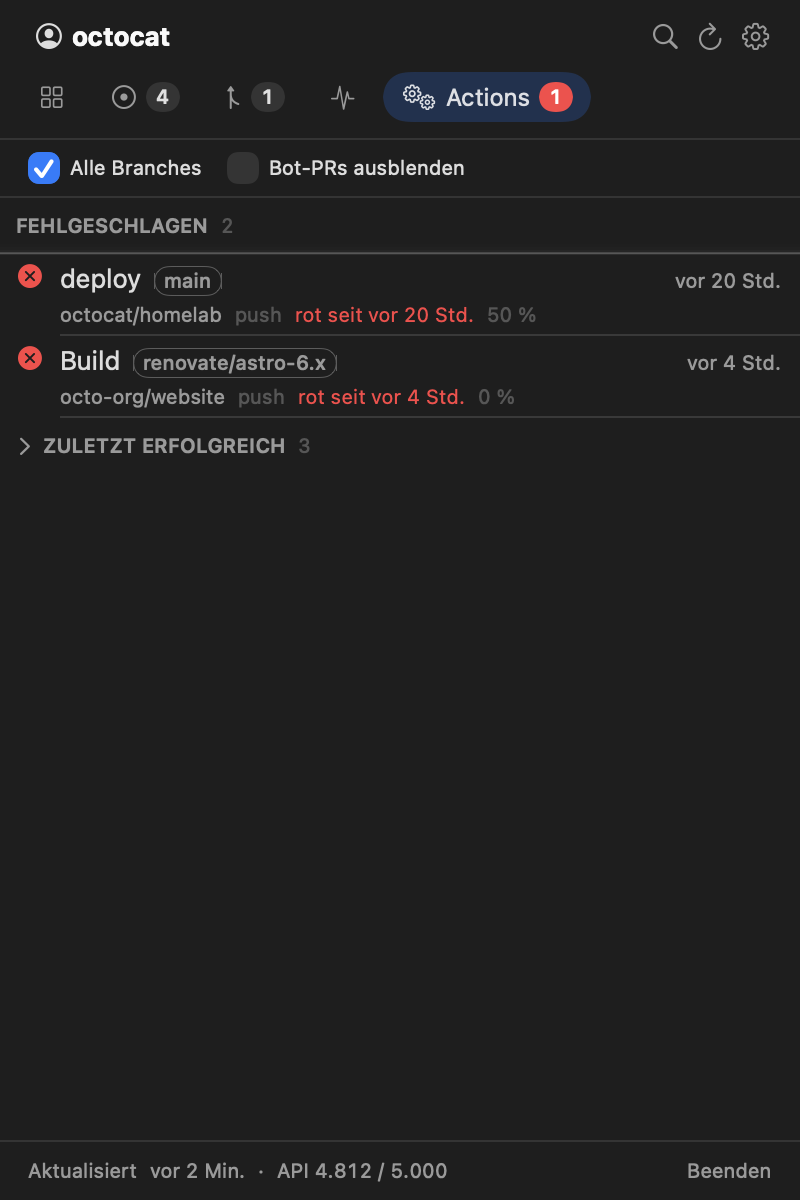 octocat
4 1 Actions 1
Alle Branches Bot-PRs ausblenden
FEHLGESCHLAGEN 2
deploy main vor 20 Std.
octocat/homelab push rot seit vor 20 Std. 50 %
Build renovate/astro-6.x vor 4 Std.
octo-org/website push rot seit vor 4 Std. 0 %
ZULETZT ERFOLGREICH 3
Aktualisiert vor 2 Min. · API 4.812 / 5.000 Beenden